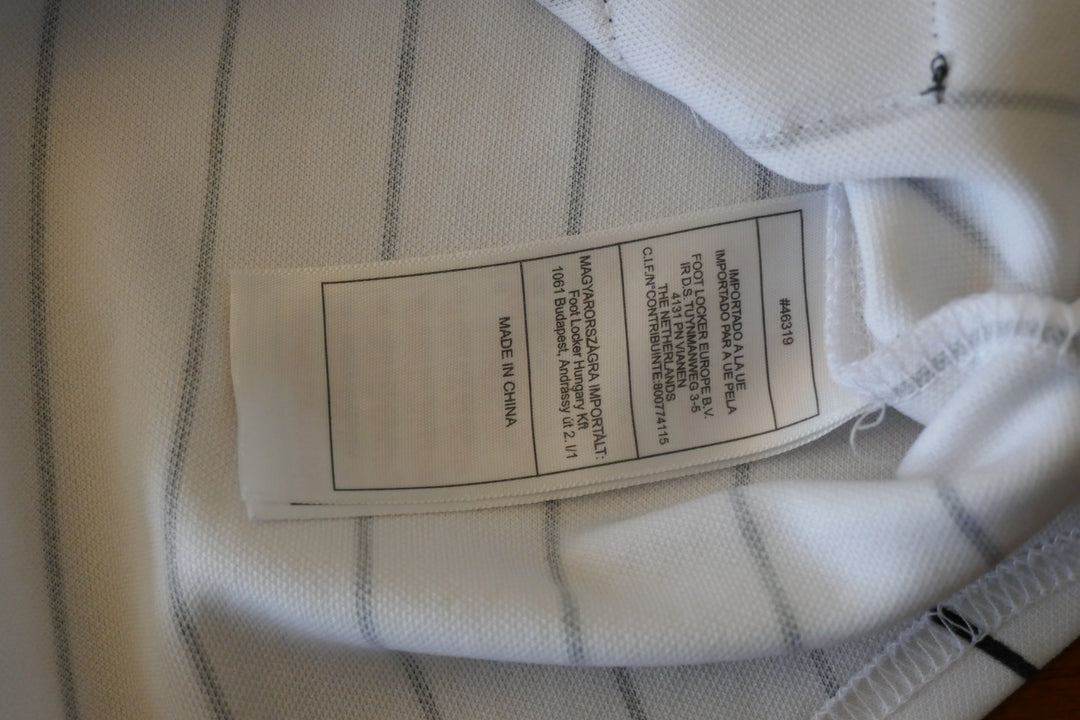 #46319
IMPORTADO A LA UE
IMPORTADO PAR A UE PELA
FOOT LOCKER EUROPE B.V.
IR D.S. TUYNMANWEG 3-5
4131 PN VIANEN
THE NETHERLANDS
C.I.F./N°CONTRIBUINTE:800774115
MAGYARORSZÁGRA IMPORTÁLT:
Foot Locker Hungary Kft
1061 Budapest, Andrássy út 2. I/1
MADE IN CHINA